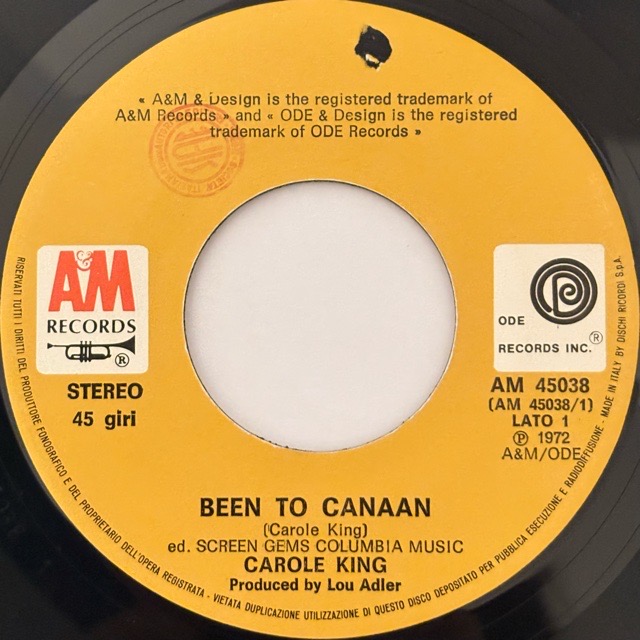 « A&M & Design is the registered trademark of
A&M Records » and « ODE & Design is the registered
trademark of ODE Records »
A&M
RECORDS
®
STEREO
45 giri
ODE
RECORDS INC.
®
AM 45038
(AM 45038/1)
LATO 1
Ⓟ 1972
A&M/ODE
BEEN TO CANAAN
(Carole King)
ed. SCREEN GEMS COLUMBIA MUSIC
CAROLE KING
Produced by Lou Adler
RISERVATI TUTTI I DIRITTI DEL PRODUTTORE FONOGRAFICO E DEL PROPRIETARIO DELL'OPERA REGISTRATA - VIETATA DUPLICAZIONE UTILIZZAZIONE DI QUESTO DISCO DEPOSITATO PER PUBBLICA ESECUZIONE E RADIODIFFUSIONE - MADE IN ITALY BY DISCHI RICORDI S.p.A.